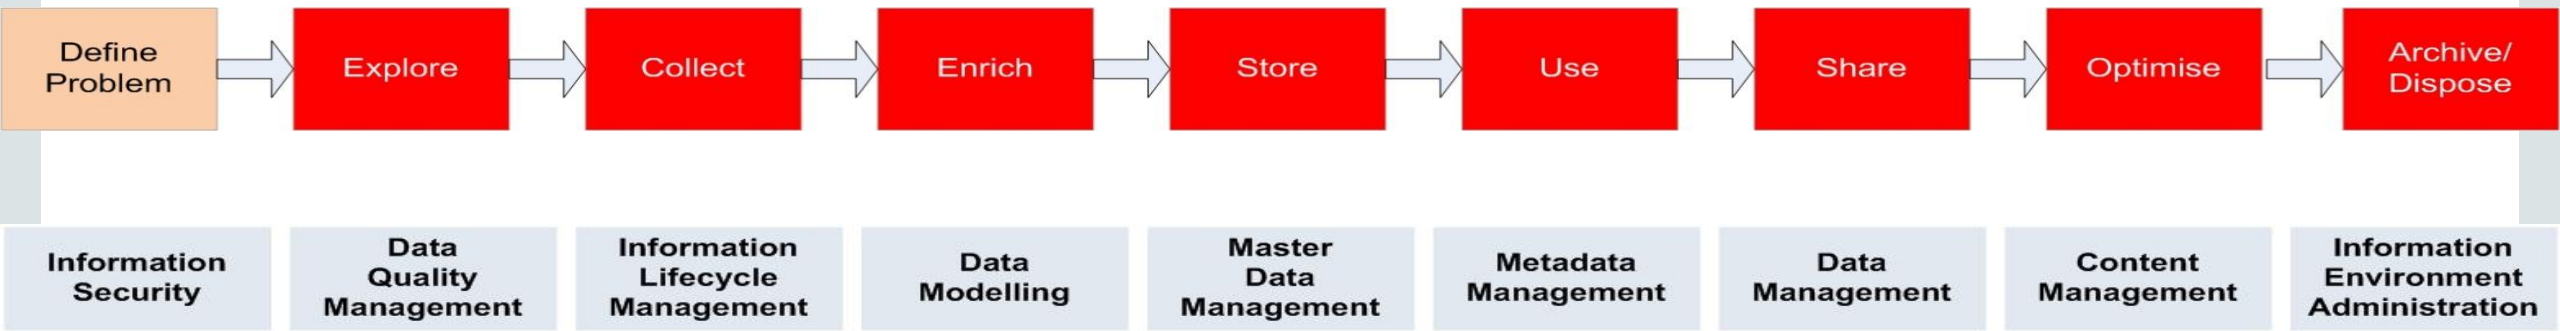 Define
Problem
Explore
Collect
Enrich
Store
Use
Share
Optimise
Archive/
Dispose
Information
Security
Data
Quality
Management
Information
Lifecycle
Management
Data
Modelling
Master
Data
Management
Metadata
Management
Data
Management
Content
Management
Information
Environment
Administration